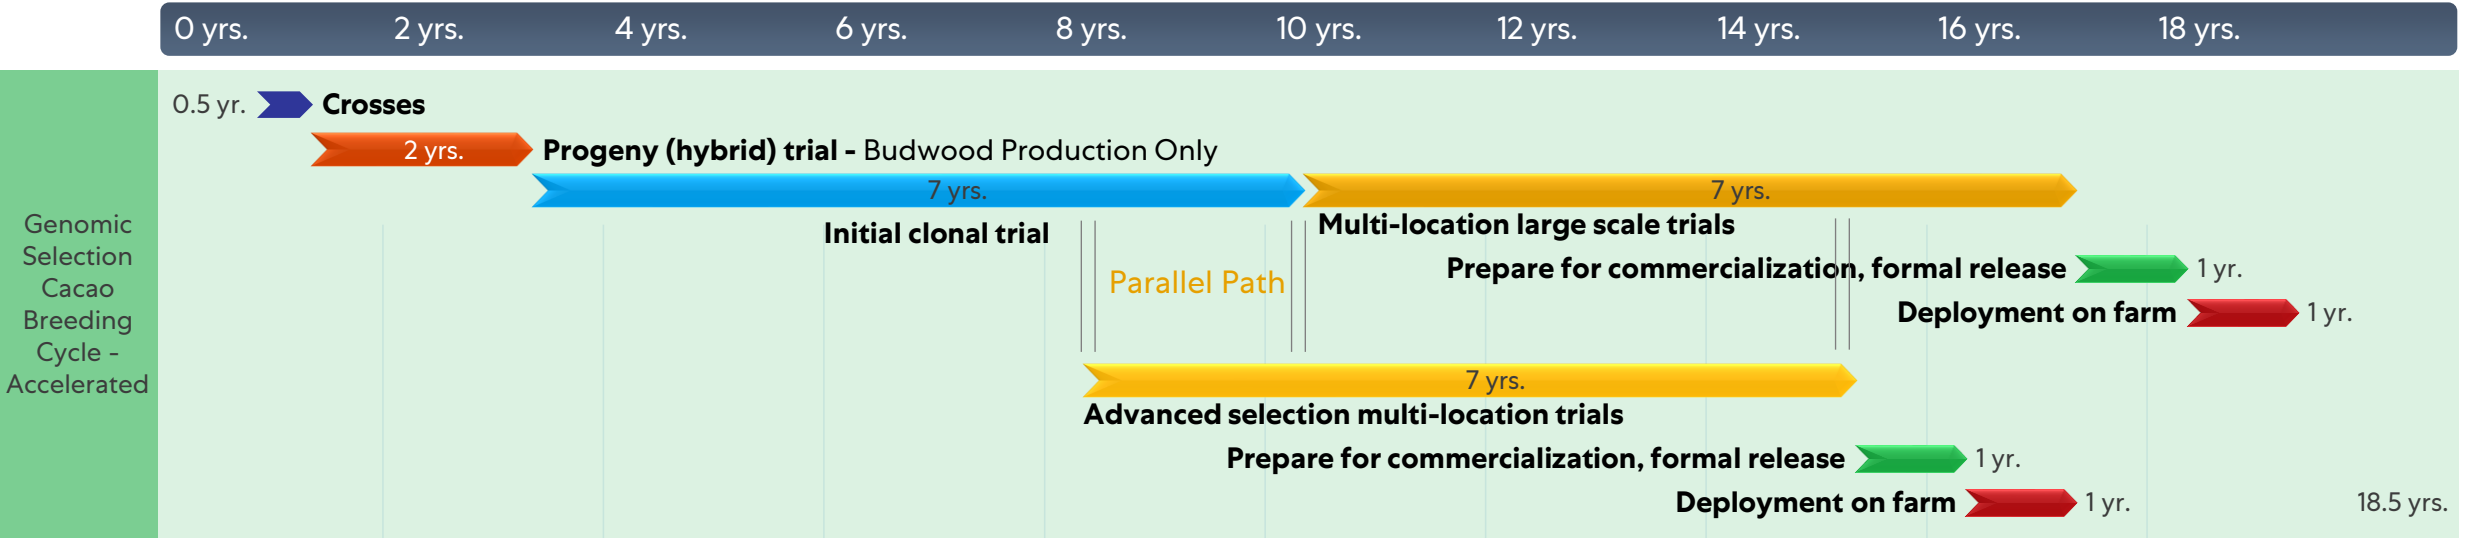 0 yrs. 2 yrs. 4 yrs. 6 yrs. 8 yrs. 10 yrs. 12 yrs. 14 yrs. 16 yrs. 18 yrs.
Genomic
Selection
Cacao
Breeding
Cycle -
Accelerated
0.5 yr. Crosses
2 yrs. Progeny (hybrid) trial - Budwood Production Only
7 yrs. 7 yrs.
Initial clonal trial Multi-location large scale trials
Parallel Path Prepare for commercialization, formal release 1 yr.
Deployment on farm 1 yr.
7 yrs.
Advanced selection multi-location trials
Prepare for commercialization, formal release 1 yr.
Deployment on farm 1 yr. 18.5 yrs.